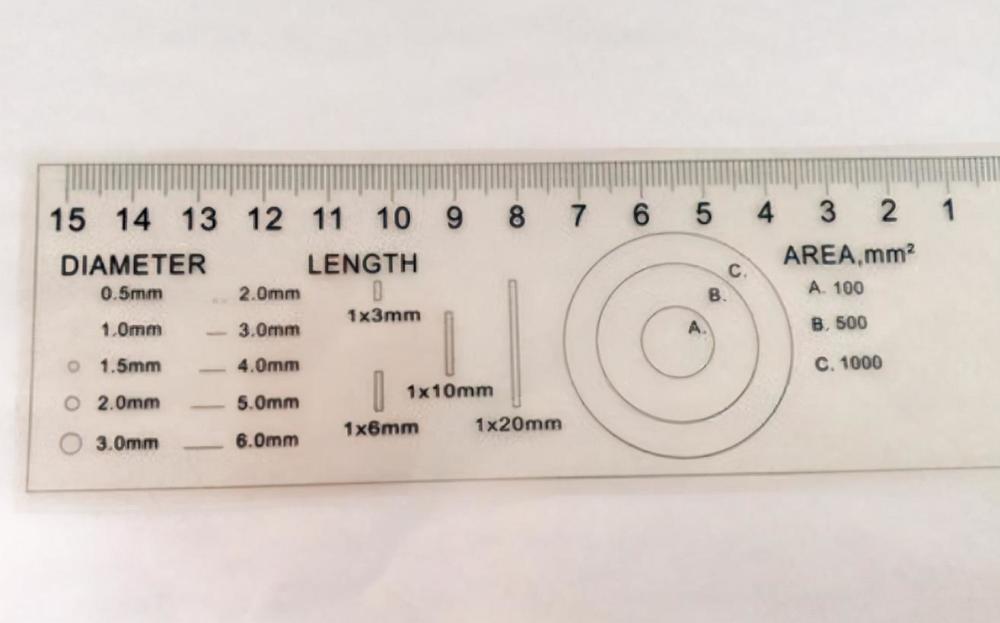 15 14 13 12 11 10 9 8 7 6 5 4 3 2 1
DIAMETER
0.5mm 2.0mm
1.0mm 3.0mm
1.5mm 4.0mm
2.0mm 5.0mm
3.0mm 6.0mm
LENGTH
1x3mm
1x10mm
1x6mm
1x20mm
C.
B.
A.
AREA,mm²
A. 100
B. 500
C. 1000